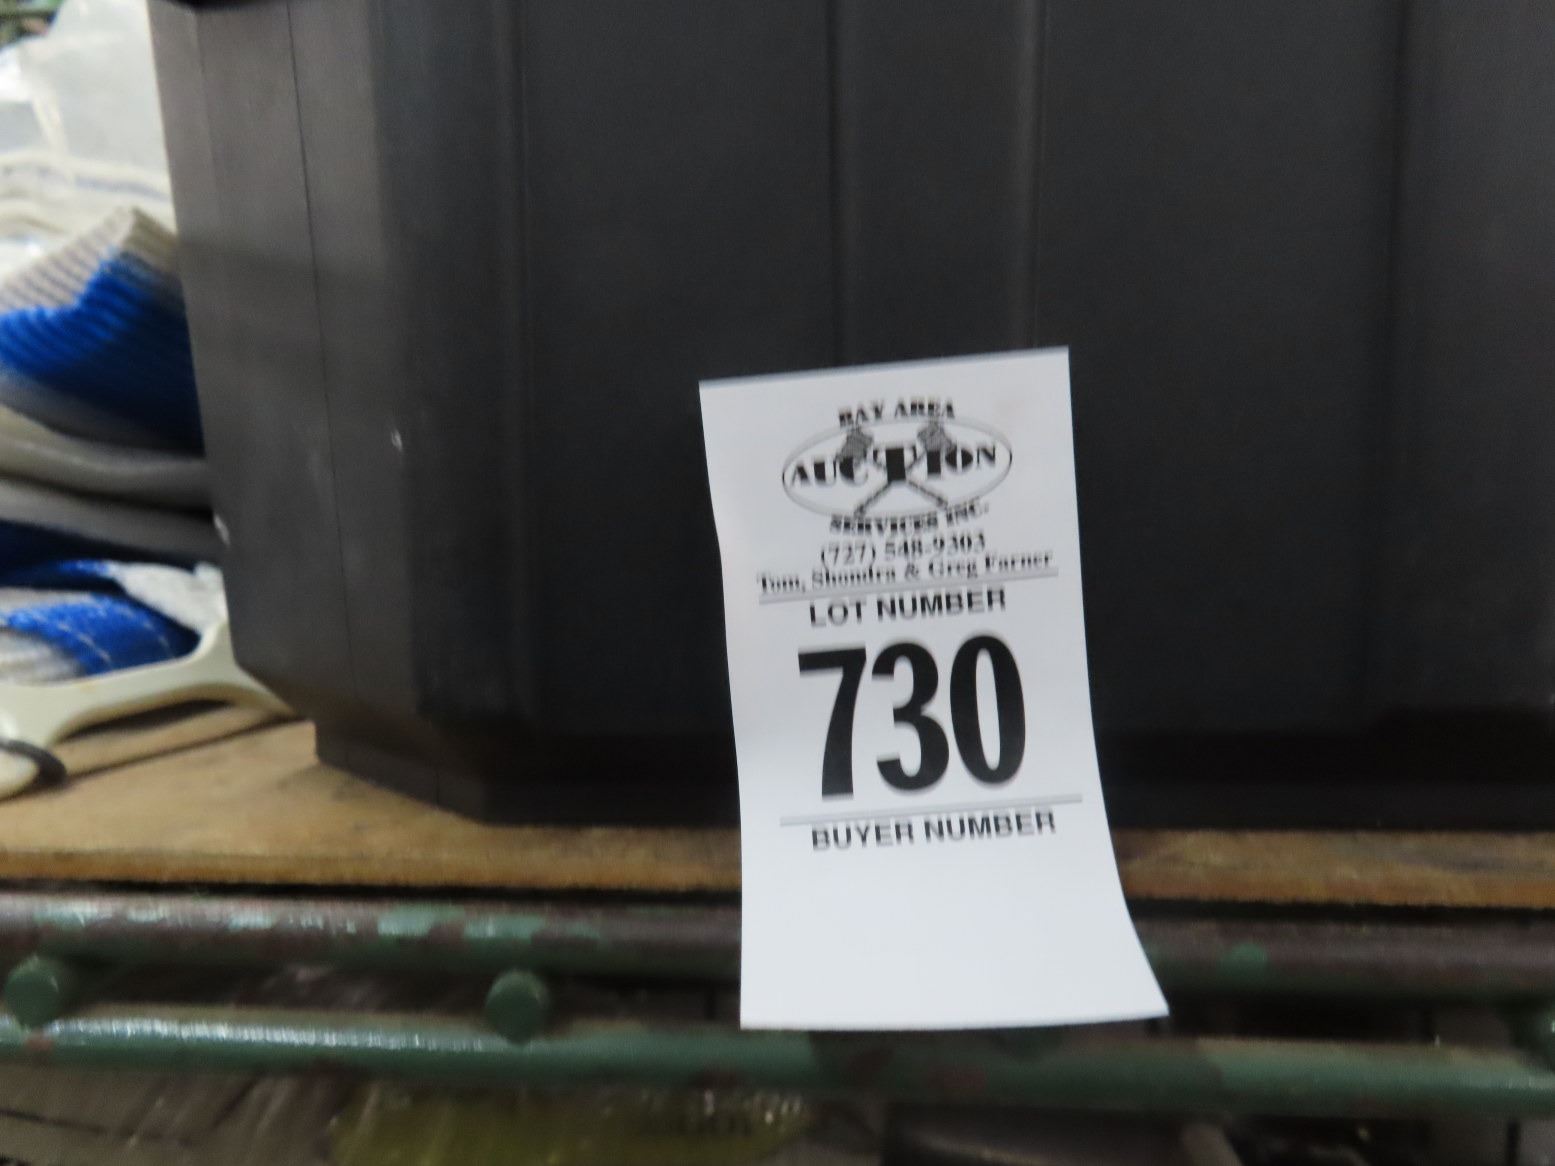 BAY AREA
AUCTION
SERVICES INC.
(727) 548-9303
Tom, Shondra & Greg Farner
LOT NUMBER
730
BUYER NUMBER